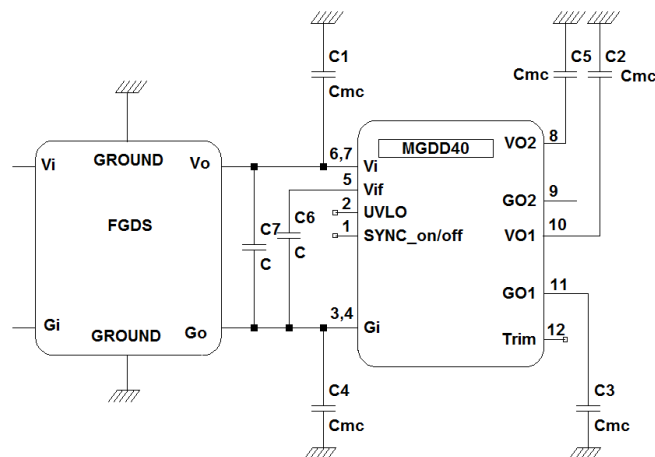 C1
Cmc
C5
Cmc
C2
Cmc
MGDD40
VO2
8
Vi
GROUND
Vo
6,7
Vi
5
Vif
2
UVLO
1
SYNC_on/off
GO2
9
VO1
10
FGDS
C7
C
C6
C
GO1
11
Gi
GROUND
Go
3,4
Gi
Trim
12
C4
Cmc
C3
Cmc